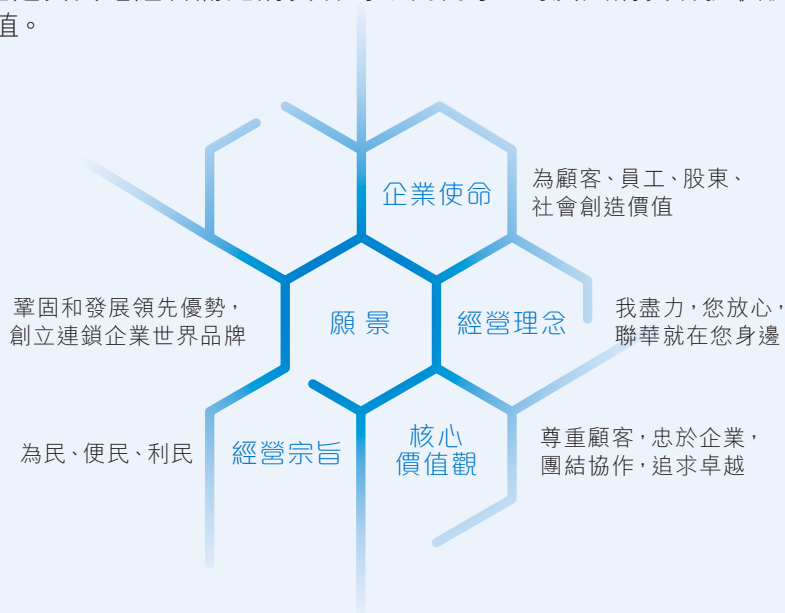 值。
企業使命
為顧客、員工、股東、
社會創造價值
鞏固和發展領先優勢，
創立連鎖企業世界品牌
願景
經營理念
我盡力，您放心，
聯華就在您身邊
為民、便民、利民
經營宗旨
核心
價值觀
尊重顧客，忠於企業，
團結協作，追求卓越